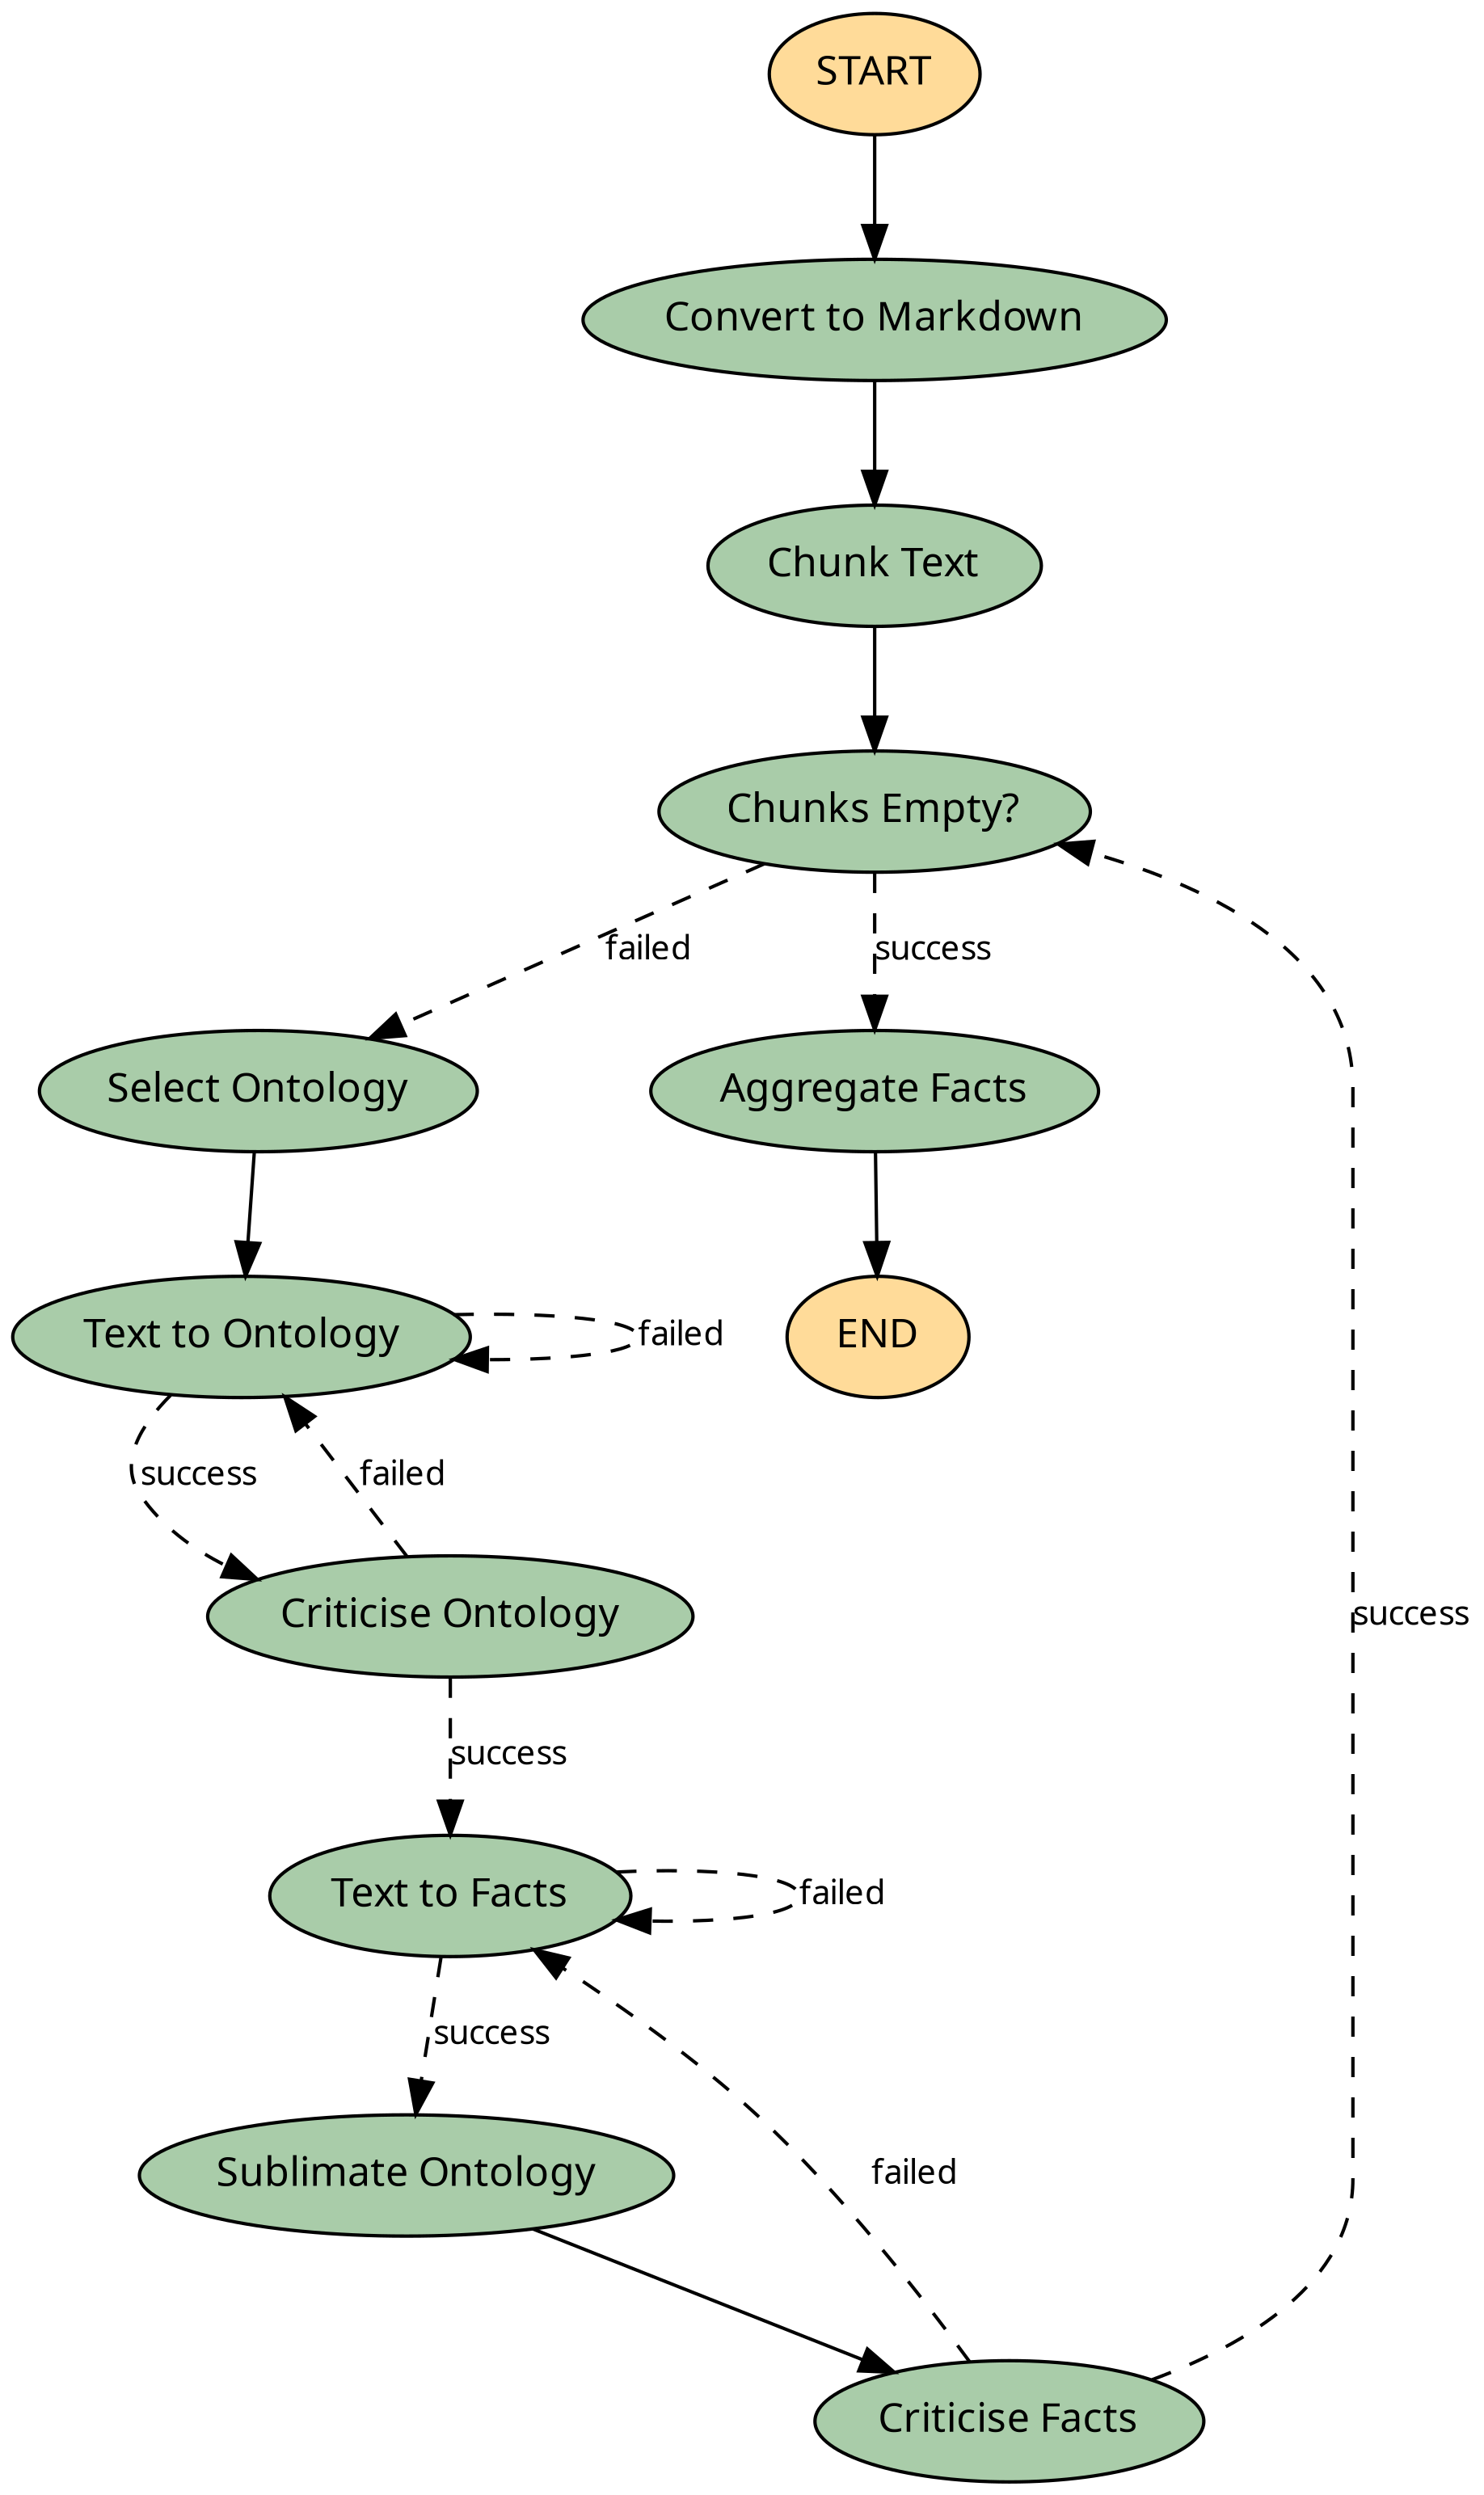 START
Convert to Markdown
Chunk Text
Chunks Empty?
failed
success
Select Ontology
Aggregate Facts
Text to Ontology
failed
END
success
failed
Criticise Ontology
success
success
Text to Facts
failed
success
Sublimate Ontology
failed
Criticise Facts